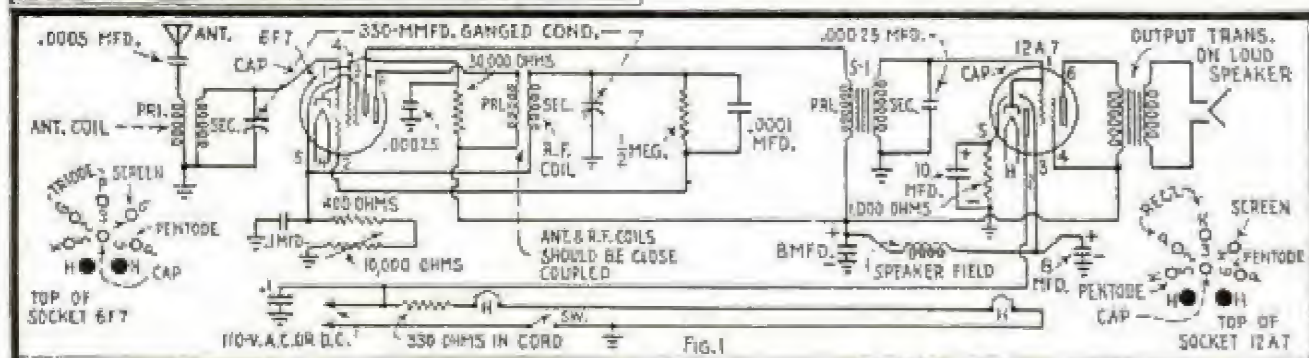 .0005 MFD.
ANT.
6F7
CAP
330-MMFD. GANGED COND.
30,000 OHMS
.00025 MFD.
12A7
CAP
OUTPUT TRANS.
ON LOUD
SPEAKER
PRI.
SEC.
ANT. COIL
.00025
PRI.
SEC.
R.F.
COIL
1/2 MEG.
.0001
MFD.
S-1
PRI.
SEC.
10
MFD.
1,000 OHMS
H
TRIODE
SCREEN
PENTODE
CAP
H
H
TOP OF
SOCKET 6F7
400 OHMS
.1 MFD.
10,000 OHMS
ANT. & R.F. COILS
SHOULD BE CLOSE
COUPLED
8 MFD.
SPEAKER FIELD
8
MFD.
RECT.
SCREEN
PENTODE
PENTODE
CAP
H
H
TOP OF
SOCKET 12A7
.1
110-V. A.C. OR D.C.
330 OHMS IN CORD
H
SW.
H
FIG. 1